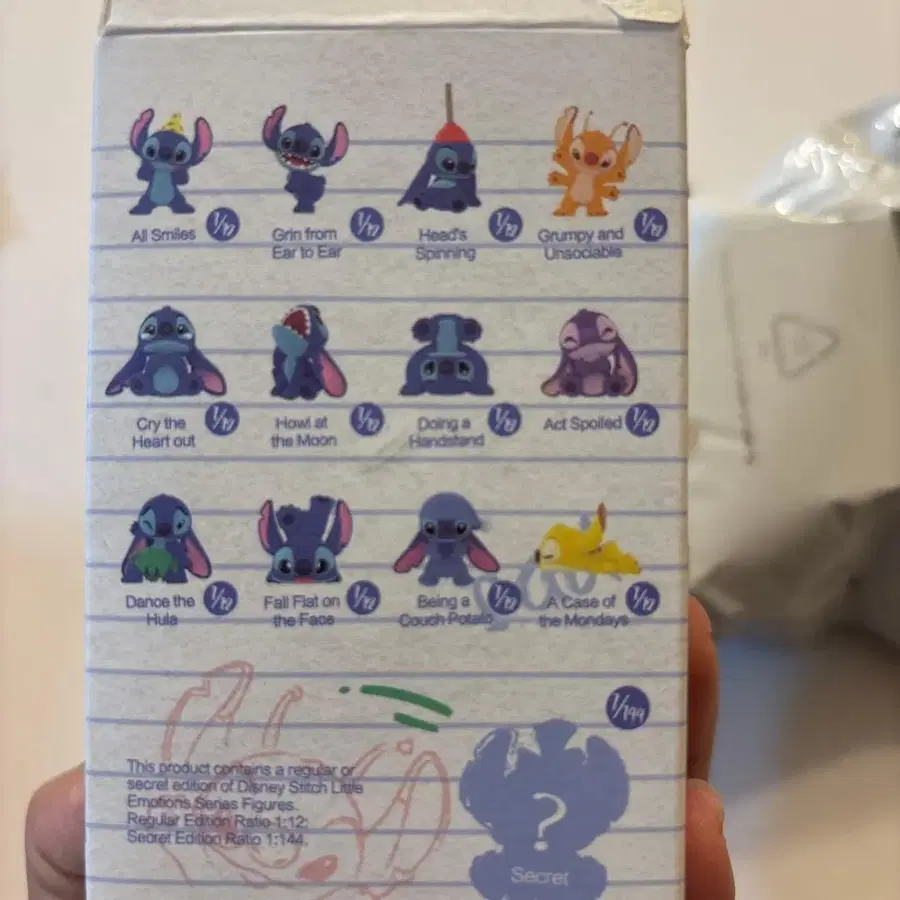 All Smiles 1/12
Grin from
Ear to Ear 1/12
Head's
Spinning 1/12
Grumpy and
Unsociable 1/12
Cry the
Heart out 1/12
Howl at
the Moon 1/12
Doing a
Handstand 1/12
Act Spoiled 1/12
Dance the
Hula 1/12
Fall Flat on
the Face 1/12
Being a
Couch Potato 1/12
A Case of
the Mondays 1/12
1/144
This product contains a regular or
secret edition of Disney Stitch Little
Emotions Series Figures.
Regular Edition Ratio 1:12;
Secret Edition Ratio 1:144.
?
Secret